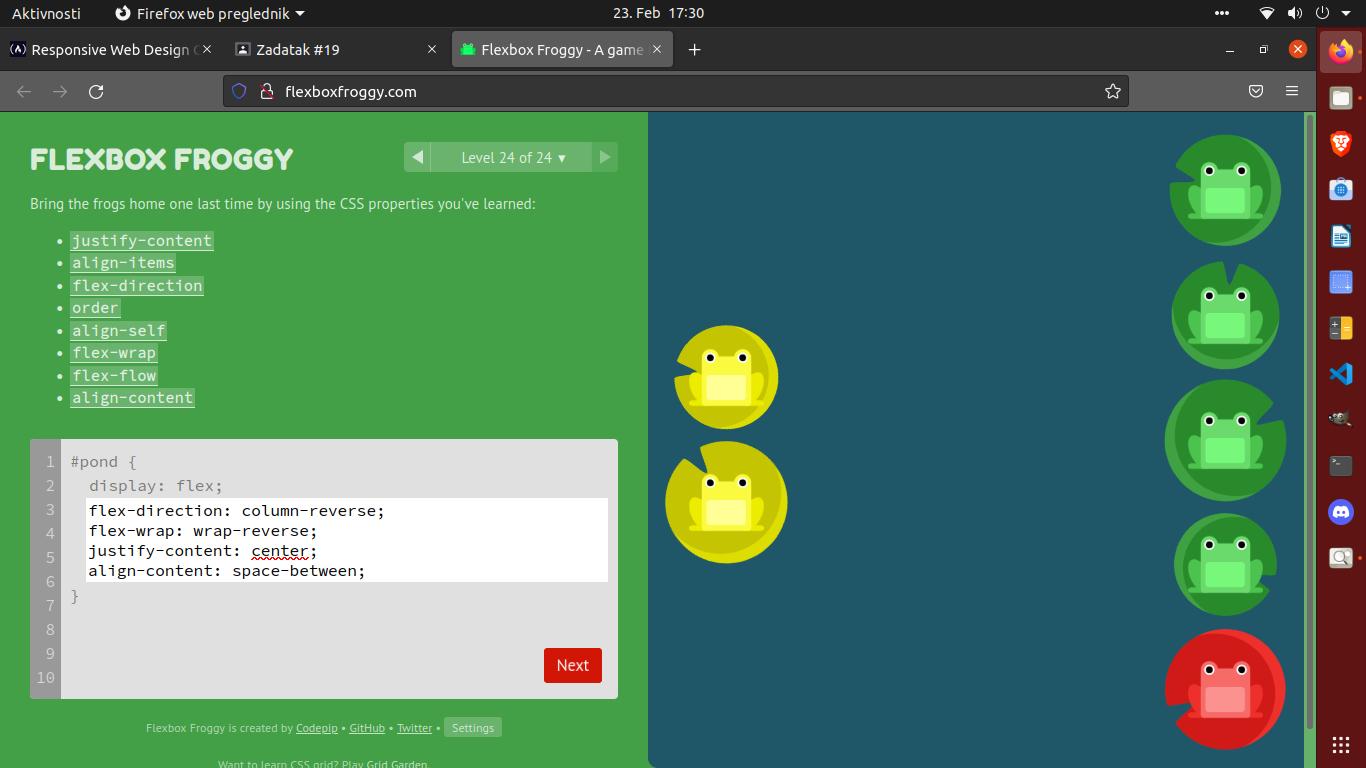 Aktivnosti
Firefox web preglednik
23. Feb 17:30
Responsive Web Design
Zadatak #19
Flexbox Froggy - A game
flexboxfroggy.com
FLEXBOX FROGGY
Level 24 of 24
Bring the frogs home one last time by using the CSS properties you've learned:
• justify-content
• align-items
• flex-direction
• order
• align-self
• flex-wrap
• flex-flow
• align-content
1 #pond {
2 display: flex;
3 flex-direction: column-reverse;
4 flex-wrap: wrap-reverse;
5 justify-content: center;
6 align-content: space-between;
7 }
8
9
10
Next
Flexbox Froggy is created by Codepip • GitHub • Twitter • Settings
Want to learn CSS grid? Play Grid Garden.